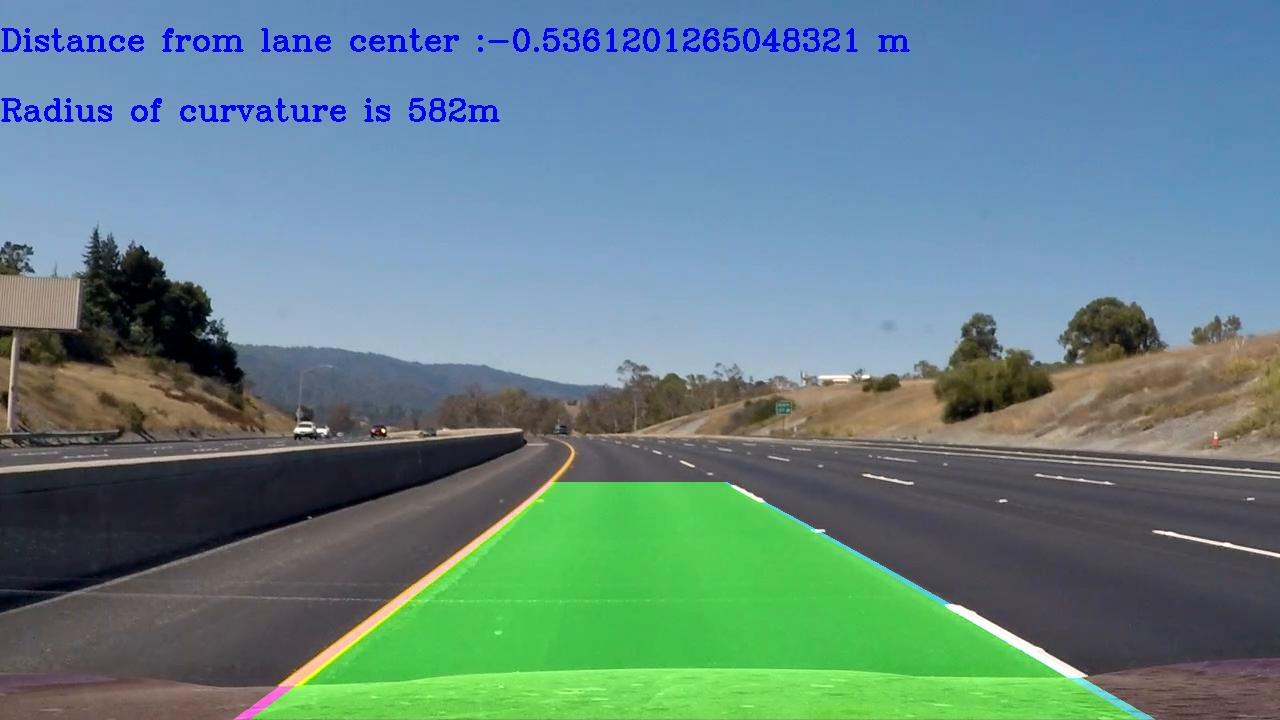 Distance from lane center :-0.5361201265048321 m
Radius of curvature is 582m